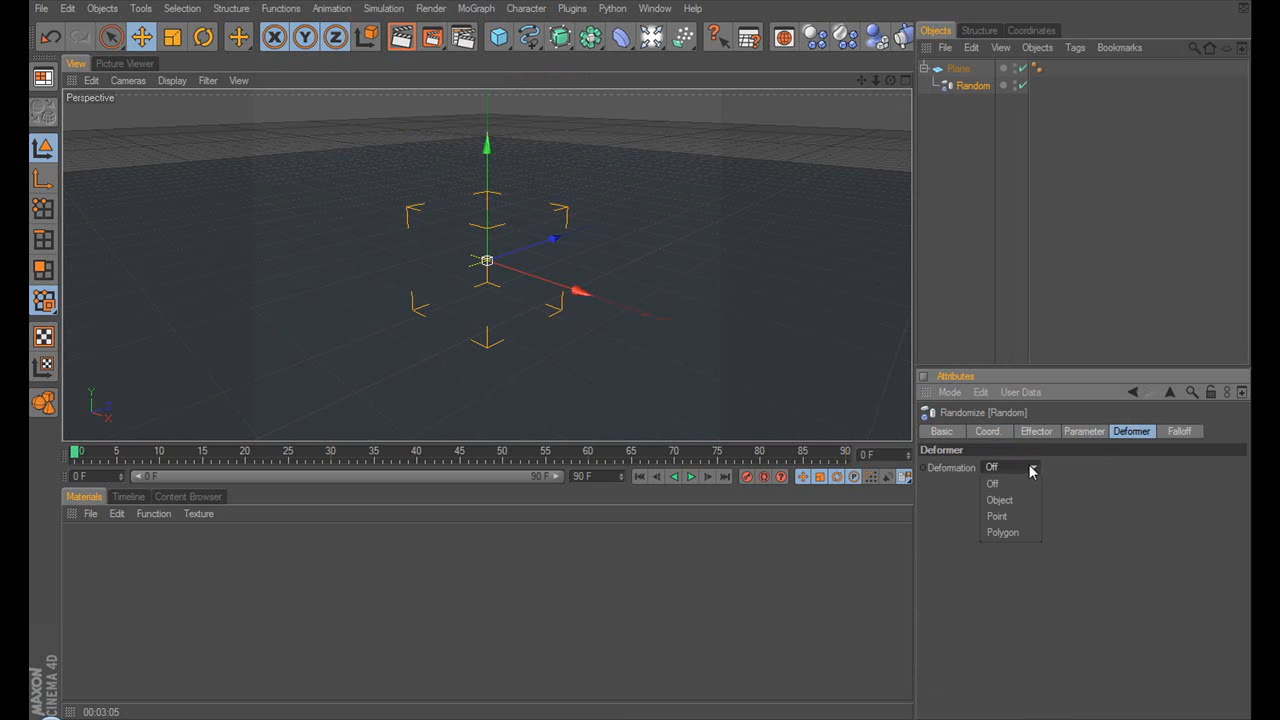 File Edit Objects Tools Selection Structure Functions Animation Simulation Render MoGraph Character Plugins Python Window Help
Objects Structure Coordinates
File Edit View Objects Tags Bookmarks
View Picture Viewer
Edit Cameras Display Filter View
Perspective
Plane
Random
Y
Z
X
Attributes
Mode Edit User Data
Randomize [Random]
Basic Coord. Effector Parameter Deformer Falloff
Deformer
Deformation Off
Off
Object
Point
Polygon
0 5 10 15 20 25 30 35 40 45 50 55 60 65 70 75 80 85 90 0 F
0 F 0 F 90 F 90 F
Materials Timeline Content Browser
File Edit Function Texture
MAXON
CINEMA 4D
00:03:05